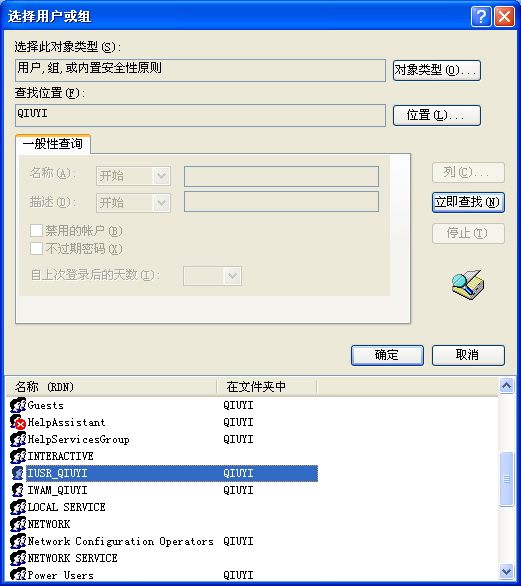 选择用户或组
选择此对象类型(S):
用户,组,或内置安全性原则
对象类型(O)...
查找位置(F):
QIUYI
位置(L)...
一般性查询
名称(A):
开始
列(C)...
描述(D):
开始
立即查找(N)
禁用的帐户(B)
停止(T)
不过期密码(X)
自上次登录后的天数(I):
确定
取消
名称 (RDN)
在文件夹中
Guests QIUYI
HelpAssistant QIUYI
HelpServicesGroup QIUYI
INTERACTIVE
IUSR_QIUYI QIUYI
IWAM_QIUYI QIUYI
LOCAL SERVICE
NETWORK
Network Configuration Operators QIUYI
NETWORK SERVICE
Power Users QIUYI